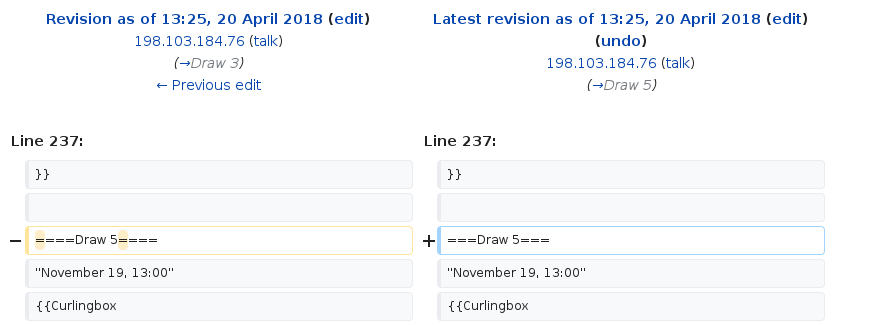 Revision as of 13:25, 20 April 2018 (edit)
198.103.184.76 (talk)
(→Draw 3)
← Previous edit
Latest revision as of 13:25, 20 April 2018 (edit)
(undo)
198.103.184.76 (talk)
(→Draw 5)
Line 237:
Line 237:
}}
}}
− ====Draw 5====
+ ===Draw 5===
"November 19, 13:00"
"November 19, 13:00"
{{Curlingbox
{{Curlingbox